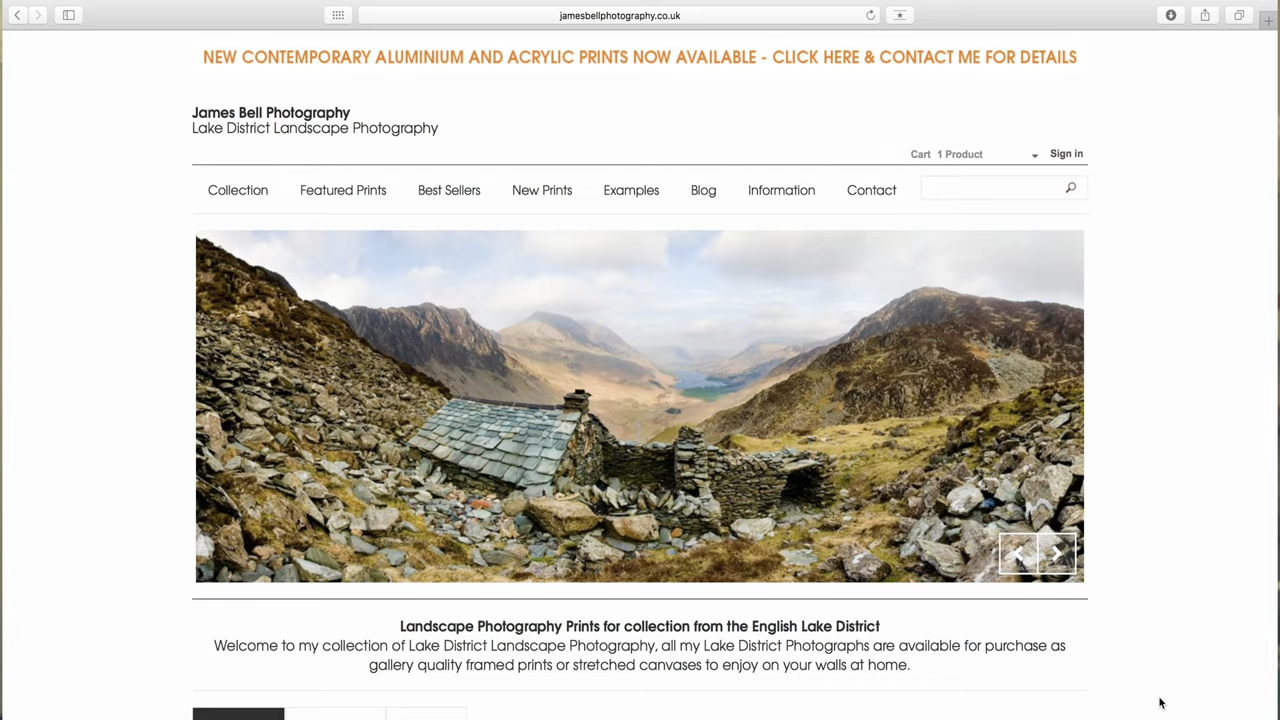 jamesbellphotography.co.uk
NEW CONTEMPORARY ALUMINIUM AND ACRYLIC PRINTS NOW AVAILABLE - CLICK HERE & CONTACT ME FOR DETAILS
James Bell Photography
Lake District Landscape Photography
Cart 1 Product Sign in
Collection Featured Prints Best Sellers New Prints Examples Blog Information Contact
Landscape Photography Prints for collection from the English Lake District
Welcome to my collection of Lake District Landscape Photography, all my Lake District Photographs are available for purchase as
gallery quality framed prints or stretched canvases to enjoy on your walls at home.